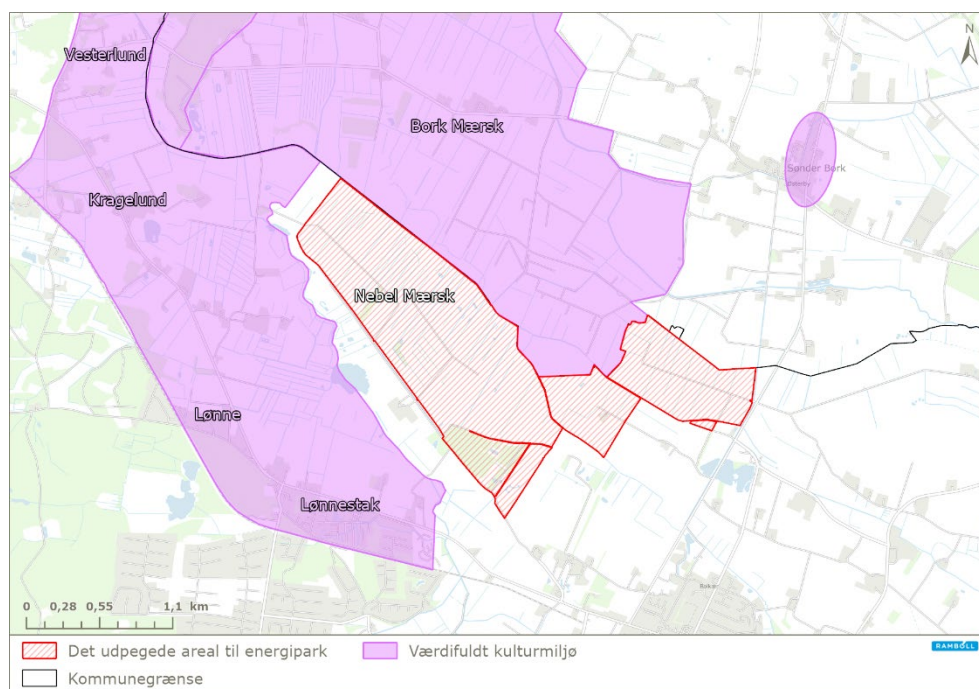 N
Vesterlund
Bork Mærsk
Sønder Bork
Kragelund
Nebel Mærsk
Lønne
Lønnestak
0 0,28 0,55 1,1 km
Det udpegede areal til energipark
Værdifuldt kulturmiljø
RAMBOLL
Kommunegrænse